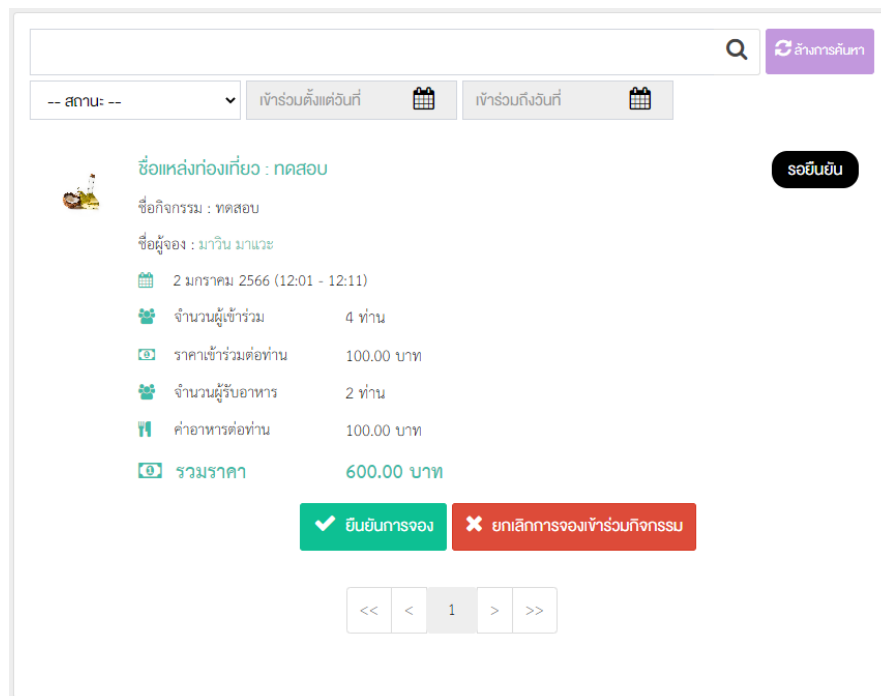 ล้างการค้นหา
-- สถานะ --
เข้าร่วมตั้งแต่วันที่
เข้าร่วมถึงวันที่
ชื่อแหล่งท่องเที่ยว : ทดสอบ
รอยืนยัน
ชื่อกิจกรรม : ทดสอบ
ชื่อผู้จอง : มาวิน มาแวะ
2 มกราคม 2566 (12:01 - 12:11)
จำนวนผู้เข้าร่วม 4 ท่าน
ราคาเข้าร่วมต่อท่าน 100.00 บาท
จำนวนผู้รับอาหาร 2 ท่าน
ค่าอาหารต่อท่าน 100.00 บาท
รวมราคา 600.00 บาท
ยืนยันการจอง
ยกเลิกการจองเข้าร่วมกิจกรรม
<< < 1 > >>